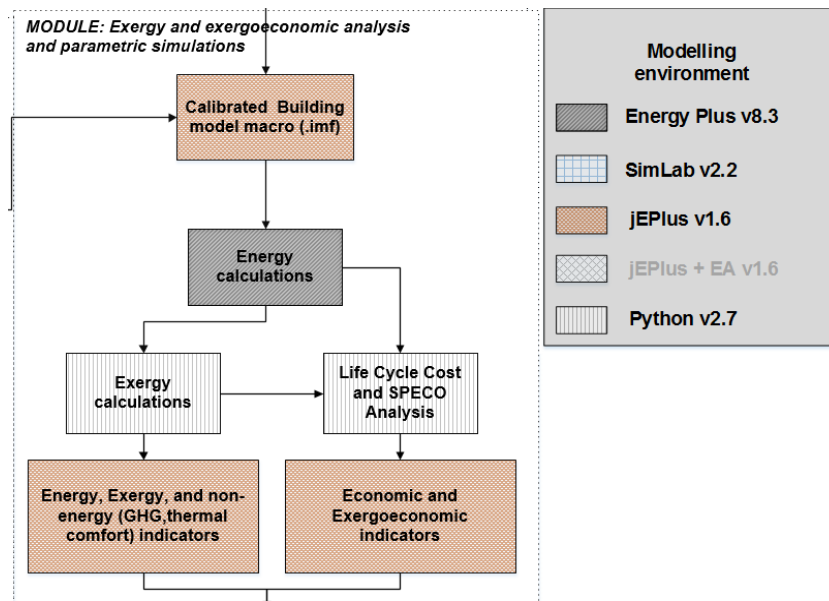 MODULE: Exergy and exergoeconomic analysis
and parametric simulations
Calibrated Building
model macro (.imf)
Energy
calculations
Exergy
calculations
Life Cycle Cost
and SPECO
Analysis
Energy, Exergy, and non-
energy (GHG,thermal
comfort) indicators
Economic and
Exergoeconomic
indicators
Modelling
environment
Energy Plus v8.3
SimLab v2.2
jEPlus v1.6
jEPlus + EA v1.6
Python v2.7